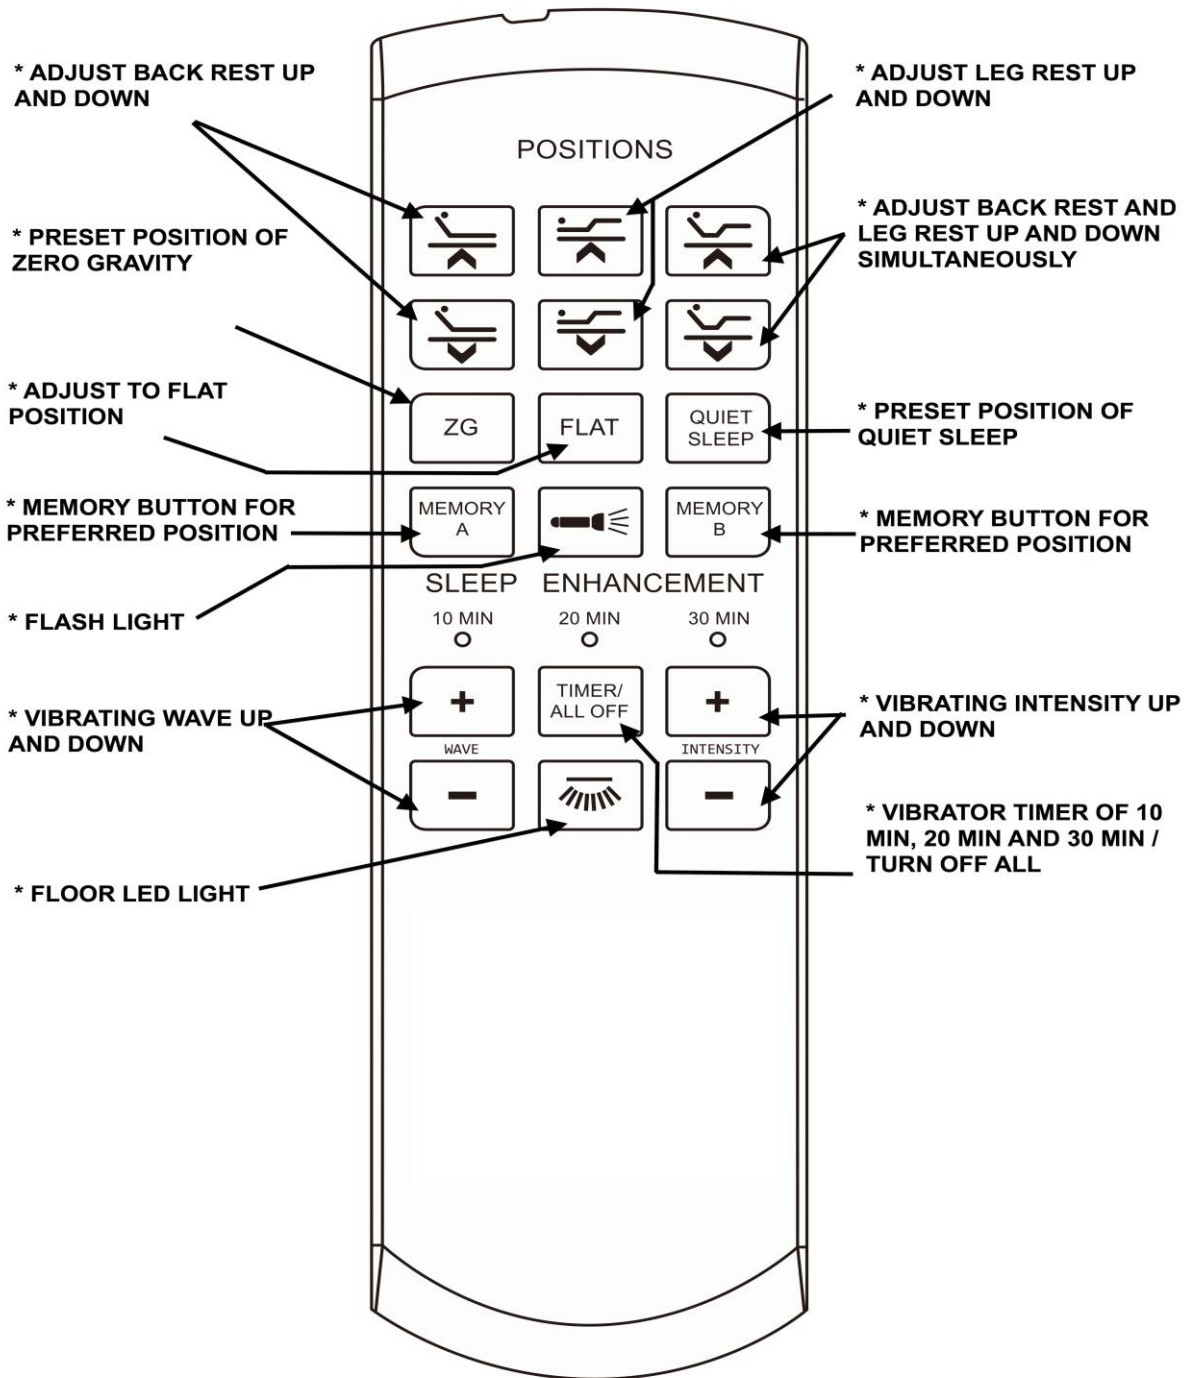 * ADJUST BACK REST UP
AND DOWN
* ADJUST LEG REST UP
AND DOWN
POSITIONS
* PRESET POSITION OF
ZERO GRAVITY
* ADJUST BACK REST AND
LEG REST UP AND DOWN
SIMULTANEOUSLY
* ADJUST TO FLAT
POSITION
ZG
FLAT
QUIET
SLEEP
* PRESET POSITION OF
QUIET SLEEP
* MEMORY BUTTON FOR
PREFERRED POSITION
MEMORY
A
MEMORY
B
* MEMORY BUTTON FOR
PREFERRED POSITION
SLEEP ENHANCEMENT
* FLASH LIGHT
10 MIN
20 MIN
30 MIN
* VIBRATING WAVE UP
AND DOWN
+
TIMER/
ALL OFF
+
* VIBRATING INTENSITY UP
AND DOWN
WAVE
INTENSITY
-
-
* VIBRATOR TIMER OF 10
MIN, 20 MIN AND 30 MIN /
TURN OFF ALL
* FLOOR LED LIGHT